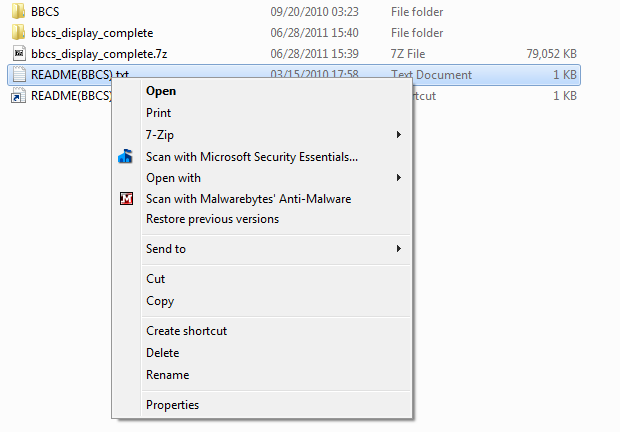 BBCS 09/20/2010 03:23 File folder
bbcs_display_complete 06/28/2011 15:40 File folder
bbcs_display_complete.7z 06/28/2011 15:39 7Z File 79,052 KB
README(BBCS).txt 03/15/2010 17:58 Text Document 1 KB
README(BBCS) 1 KB
Open
Print
7-Zip
Scan with Microsoft Security Essentials...
Open with
Scan with Malwarebytes' Anti-Malware
Restore previous versions
Send to
Cut
Copy
Create shortcut
Delete
Rename
Properties